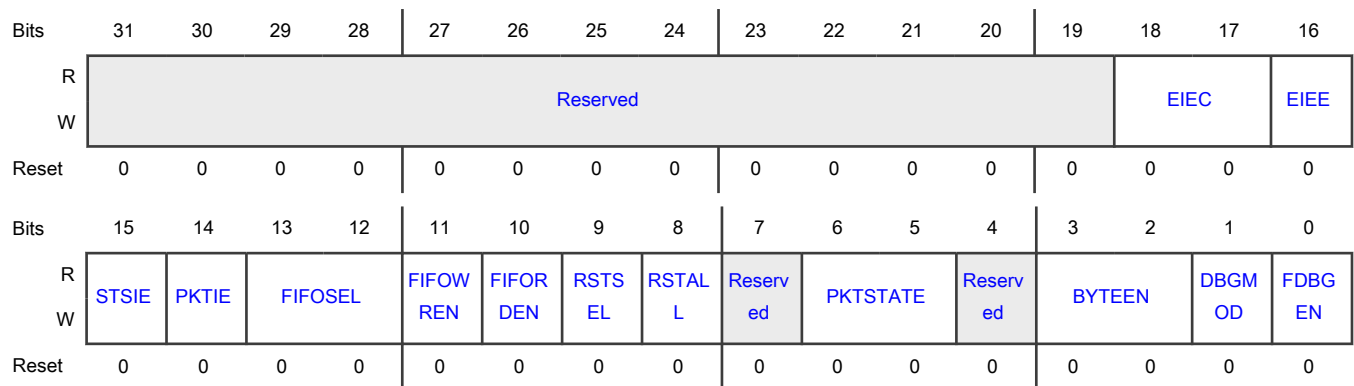 Bits 31 30 29 28 27 26 25 24 23 22 21 20 19 18 17 16
R
Reserved EIEC EIEE
W
Reset 0 0 0 0 0 0 0 0 0 0 0 0 0 0 0 0
Bits 15 14 13 12 11 10 9 8 7 6 5 4 3 2 1 0
R
STSIE PKTIE FIFOSEL FIFOW FIFOR RSTS RSTAL Reserv PKTSTATE Reserv BYTEEN DBGM FDBG
REN DEN EL L ed ed OD EN
W
Reset 0 0 0 0 0 0 0 0 0 0 0 0 0 0 0 0